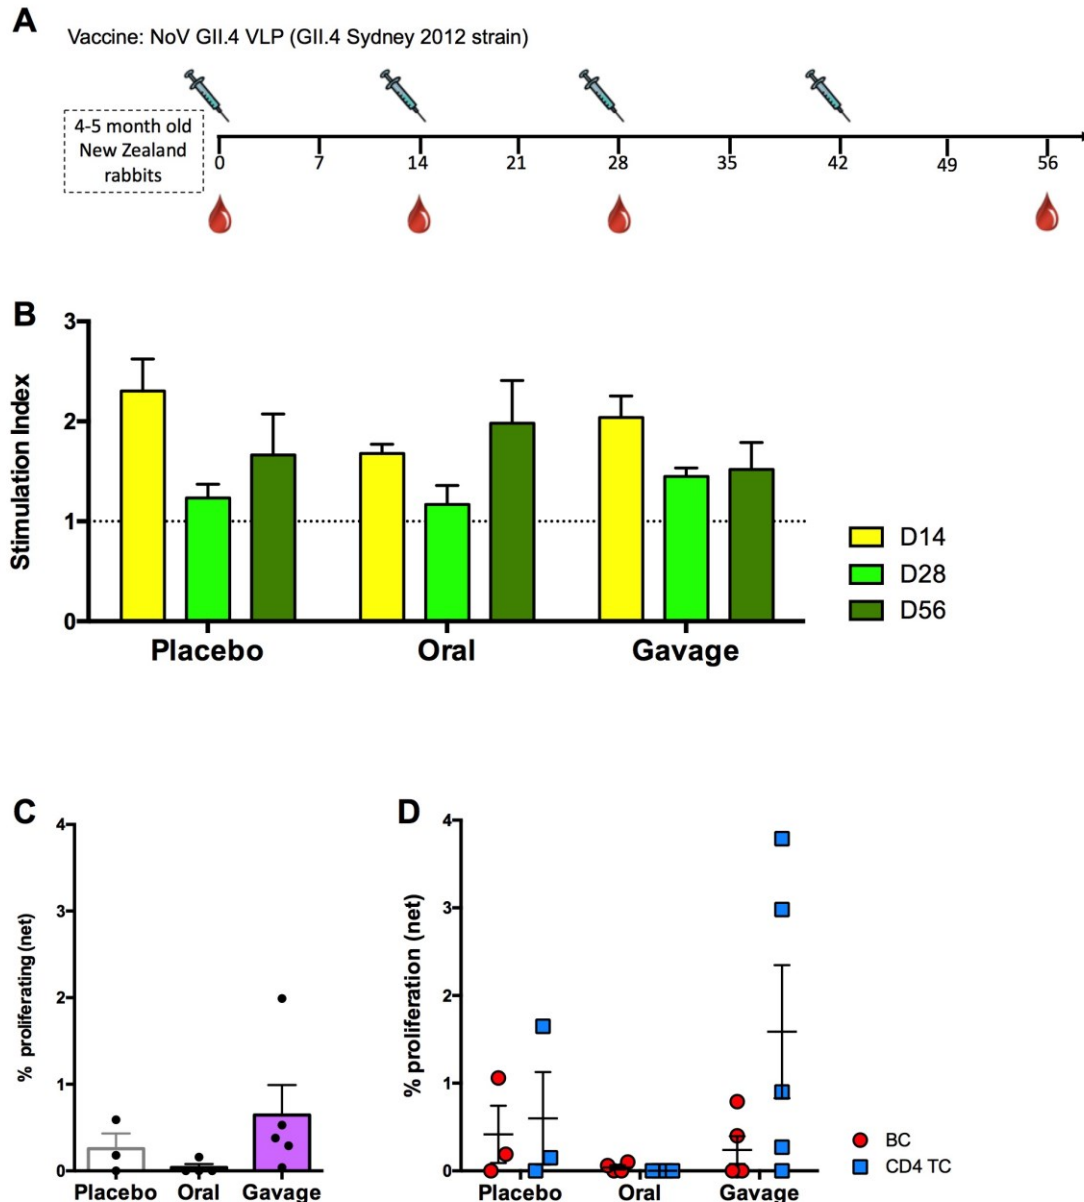 A
Vaccine: NoV GII.4 VLP (GII.4 Sydney 2012 strain)
4-5 month old
New Zealand
rabbits
0 7 14 21 28 35 42 49 56
B
Stimulation Index
3
2
1
0
Placebo Oral Gavage
D14
D28
D56
C
% proliferating (net)
4
3
2
1
0
Placebo Oral Gavage
D
% proliferation (net)
4
3
2
1
0
Placebo Oral Gavage
BC
CD4 TC